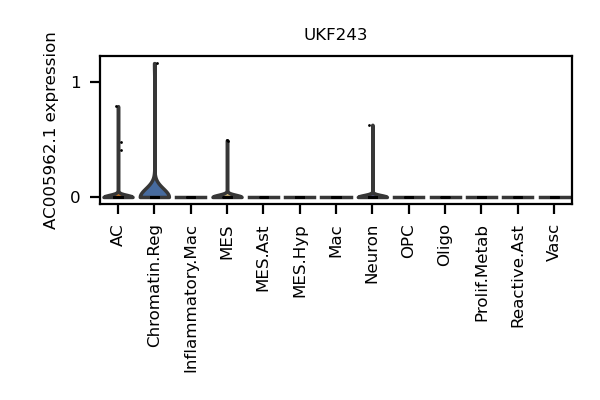 UKF243
AC005962.1 expression
1
0
AC
Chromatin.Reg
Inflammatory.Mac
MES
MES.Ast
MES.Hyp
Mac
Neuron
OPC
Oligo
Prolif.Metab
Reactive.Ast
Vasc